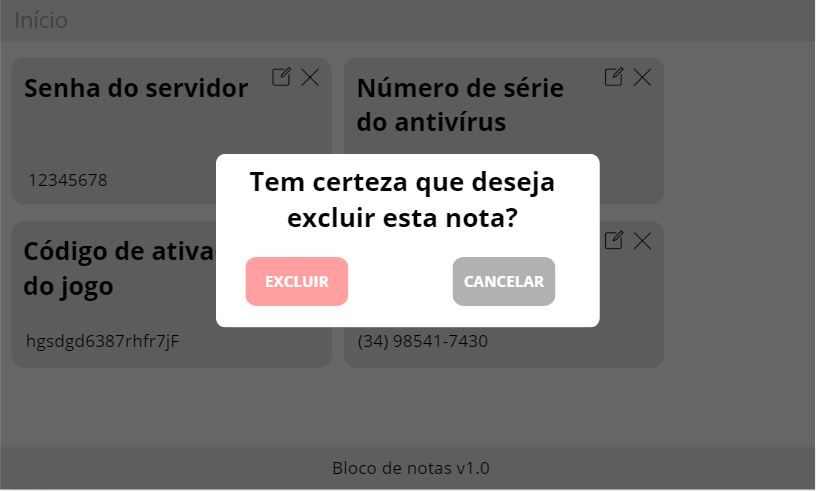 Início
Senha do servidor
12345678
Número de série
do antivírus
Tem certeza que deseja
excluir esta nota?
EXCLUIR
CANCELAR
Código de
do jogo
hgsdgd6387rhfr7jF
(34) 98541-7430
Bloco de notas v1.0